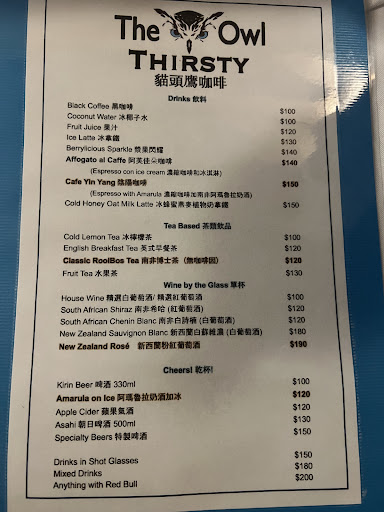 The Owl
THIRSTY
貓頭鷹咖啡
Drinks 飲料
Black Coffee 黑咖啡 $100
Coconut Water 冰椰子水 $100
Fruit Juice 果汁 $120
Ice Latte 冰拿鐵 $130
Berrylicious Sparkle 漿果閃耀 $140
Affogato al Caffe 阿芙佳朵咖啡 $140
(Espresso con ice cream 濃縮咖啡和冰淇淋)
Cafe Yin Yang 陰陽咖啡 $150
(Espresso with Amarula 濃縮咖啡加南非阿瑪魯拉奶酒)
Cold Honey Oat Milk Latte 冰蜂蜜燕麥植物奶拿鐵 $150
Tea Based 茶類飲品
Cold Lemon Tea 冰檸檬茶 $100
English Breakfast Tea 英式早餐茶 $120
Classic RooiBos Tea 南非博士茶（無咖啡因） $120
Fruit Tea 水果茶 $130
Wine by the Glass 單杯
House Wine 精選白葡萄酒/ 精選紅葡萄酒 $100
South African Shiraz 南非希哈 (紅葡萄酒) $120
South African Chenin Blanc 南非白詩楠 (白葡萄酒) $120
New Zealand Sauvignon Blanc 新西蘭白蘇維濃 (白葡萄酒) $180
New Zealand Rosé 新西蘭粉紅葡萄酒 $190
Cheers! 乾杯!
Kirin Beer 啤酒 330ml $100
Amarula on Ice 阿瑪魯拉奶酒加冰 $120
Apple Cider 蘋果氣酒 $120
Asahi 朝日啤酒 500ml $130
Specialty Beers 特製啤酒 $150
Drinks in Shot Glasses $150
Mixed Drinks $180
Anything with Red Bull $200